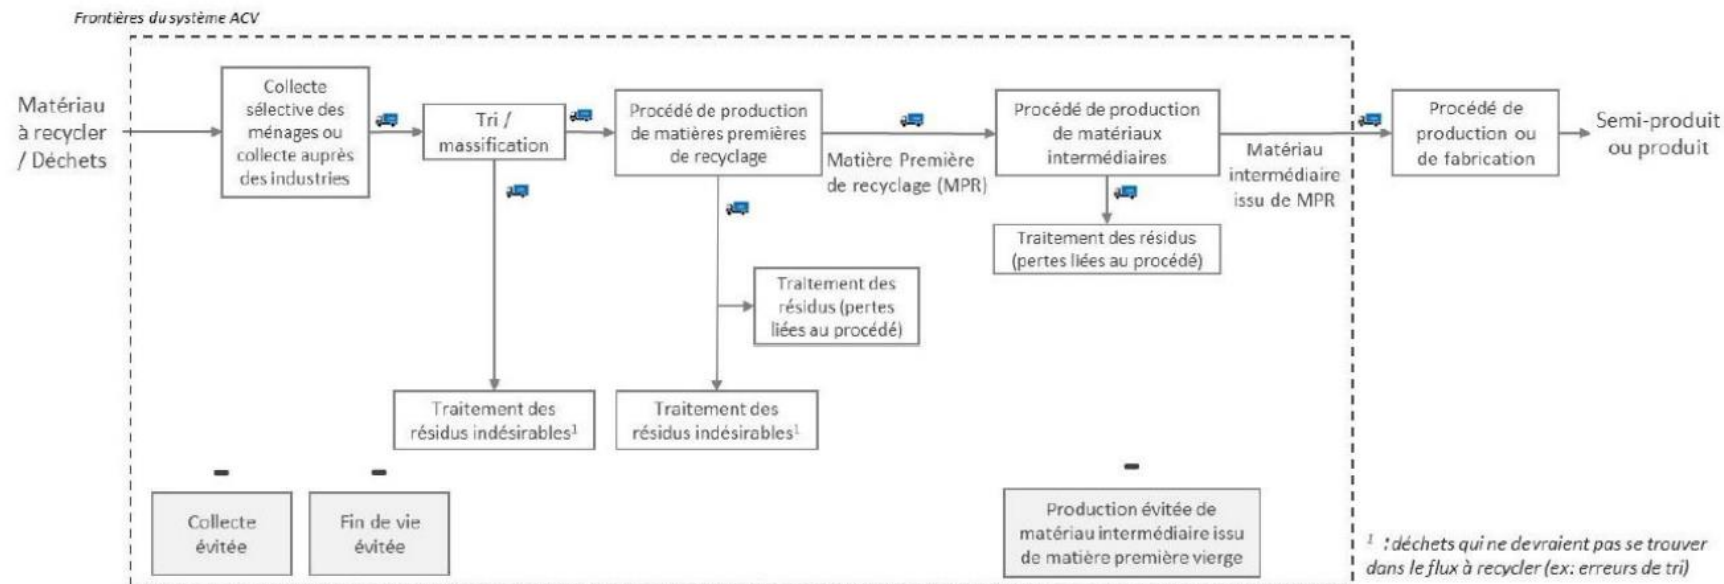 Frontières du système ACV
Matériau
à recycler
/ Déchets
Collecte
sélective des
ménages ou
collecte auprès
des industries
Tri /
massification
Procédé de production
de matières premières
de recyclage
Matière Première
de recyclage (MPR)
Procédé de production
de matériaux
intermédiaires
Matériau
intermédiaire
issu de MPR
Procédé de
production ou
de fabrication
Semi-produit
ou produit
Traitement des résidus
(pertes liées au procédé)
Traitement des
résidus (pertes
liées au procédé)
Traitement des
résidus indésirables¹
Traitement des
résidus indésirables¹
Collecte
évitée
Fin de vie
évitée
Production évitée de
matériau intermédiaire issu
de matière première vierge
¹ : déchets qui ne devraient pas se trouver
dans le flux à recycler (ex: erreurs de tri)